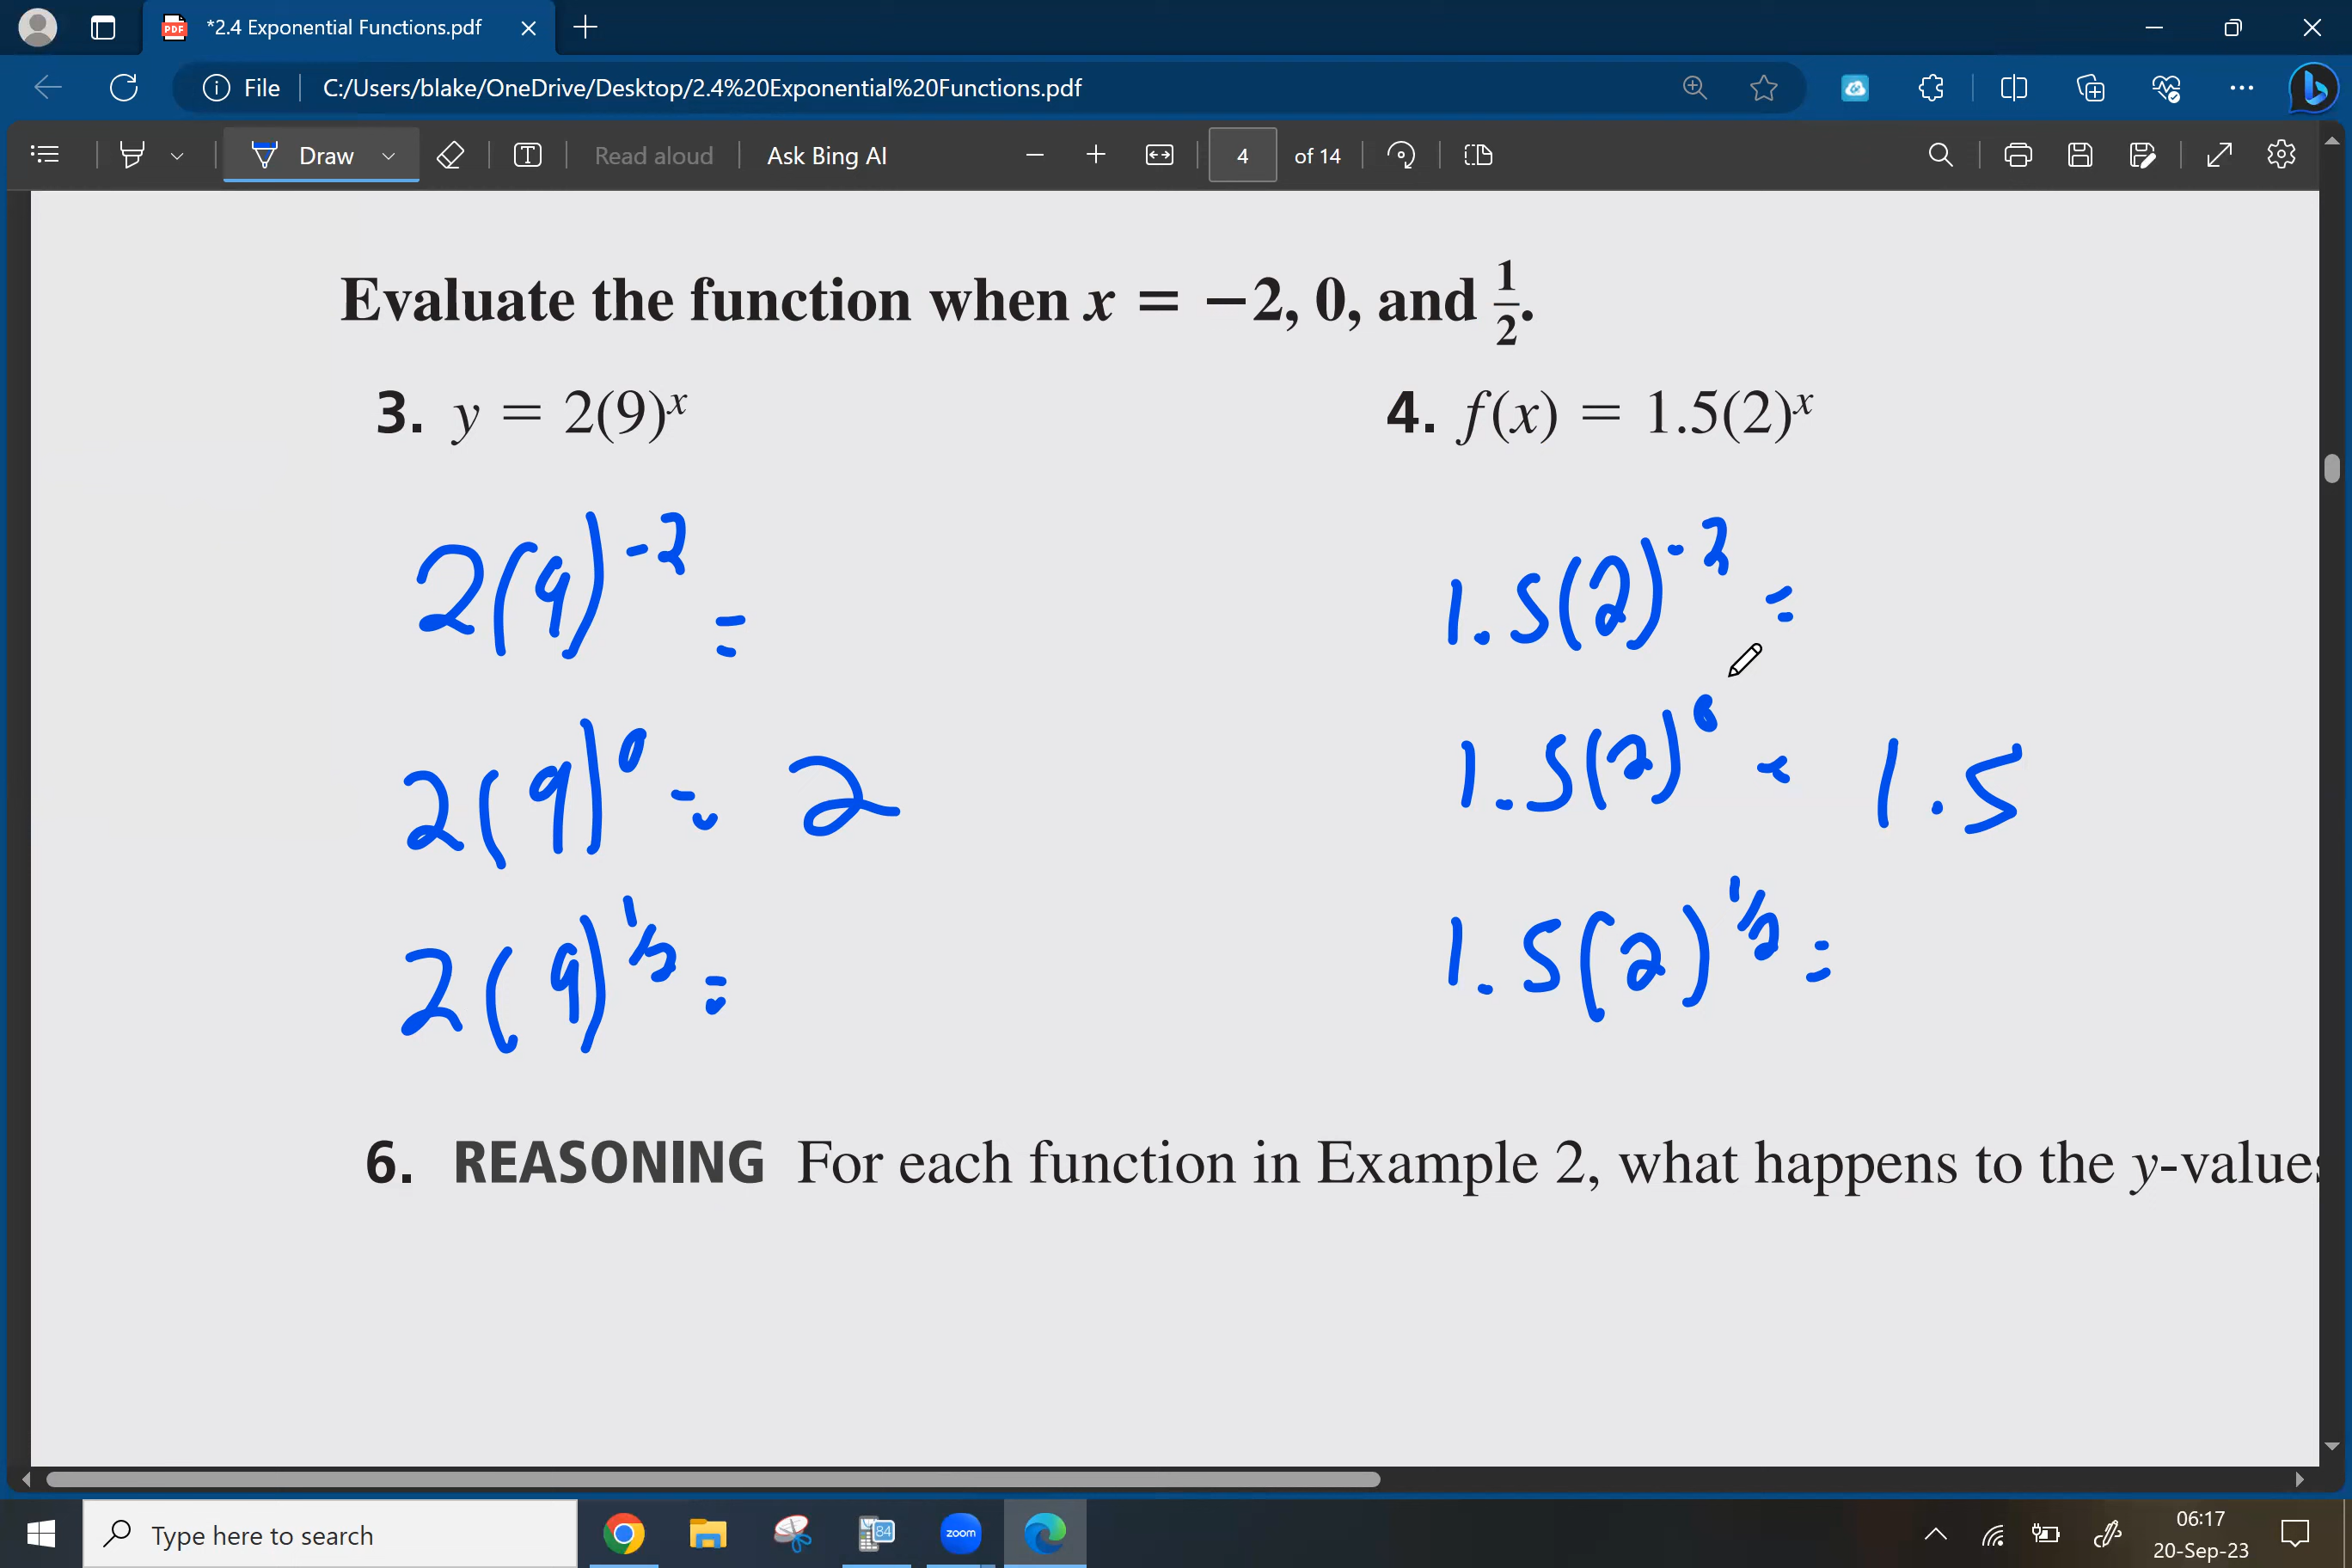 *2.4 Exponential Functions.pdf
File C:/Users/blake/OneDrive/Desktop/2.4%20Exponential%20Functions.pdf
Draw Read aloud Ask Bing AI 4 of 14
Evaluate the function when x = −2, 0, and 1/2.
3. y = 2(9)^x 4. f(x) = 1.5(2)^x
2(9)^-2 = 1.5(2)^-2 =
2(9)^0 = 2 1.5(2)^0 = 1.5
2(9)^1/2 = 1.5(2)^1/2 =
6. REASONING For each function in Example 2, what happens to the y-values
Type here to search
84
zoom
06:17
20-Sep-23